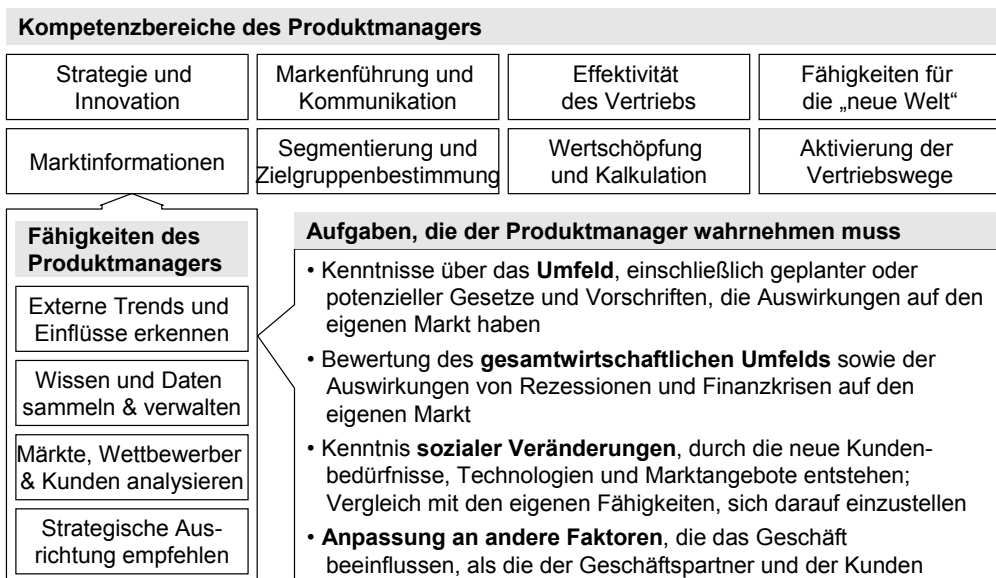 Kompetenzbereiche des Produktmanagers
Strategie und
Innovation
Markenführung und
Kommunikation
Effektivität
des Vertriebs
Fähigkeiten für
die „neue Welt“
Marktinformationen
Segmentierung und
Zielgruppenbestimmung
Wertschöpfung
und Kalkulation
Aktivierung der
Vertriebswege
Fähigkeiten des
Produktmanagers
Externe Trends und
Einflüsse erkennen
Wissen und Daten
sammeln & verwalten
Märkte, Wettbewerber
& Kunden analysieren
Strategische Aus-
richtung empfehlen
Aufgaben, die der Produktmanager wahrnehmen muss
• Kenntnisse über das Umfeld, einschließlich geplanter oder
potenzieller Gesetze und Vorschriften, die Auswirkungen auf den
eigenen Markt haben
• Bewertung des gesamtwirtschaftlichen Umfelds sowie der
Auswirkungen von Rezessionen und Finanzkrisen auf den
eigenen Markt
• Kenntnis sozialer Veränderungen, durch die neue Kunden-
bedürfnisse, Technologien und Marktangebote entstehen;
Vergleich mit den eigenen Fähigkeiten, sich darauf einzustellen
• Anpassung an andere Faktoren, die das Geschäft
beeinflussen, als die der Geschäftspartner und der Kunden